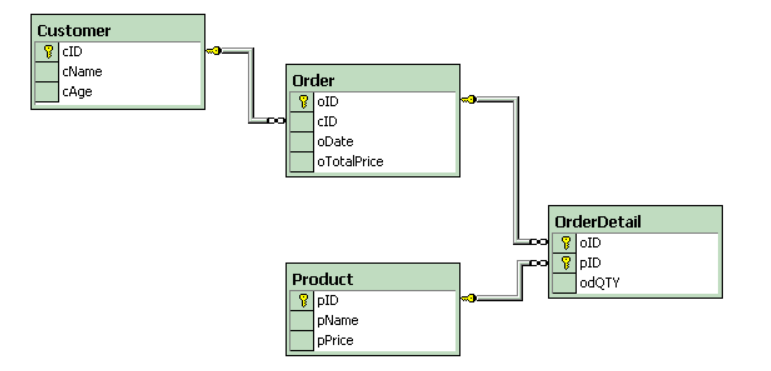 Customer
cID
cName
cAge
Order
oID
cID
oDate
oTotalPrice
OrderDetail
oID
pID
odQTY
Product
pID
pName
pPrice